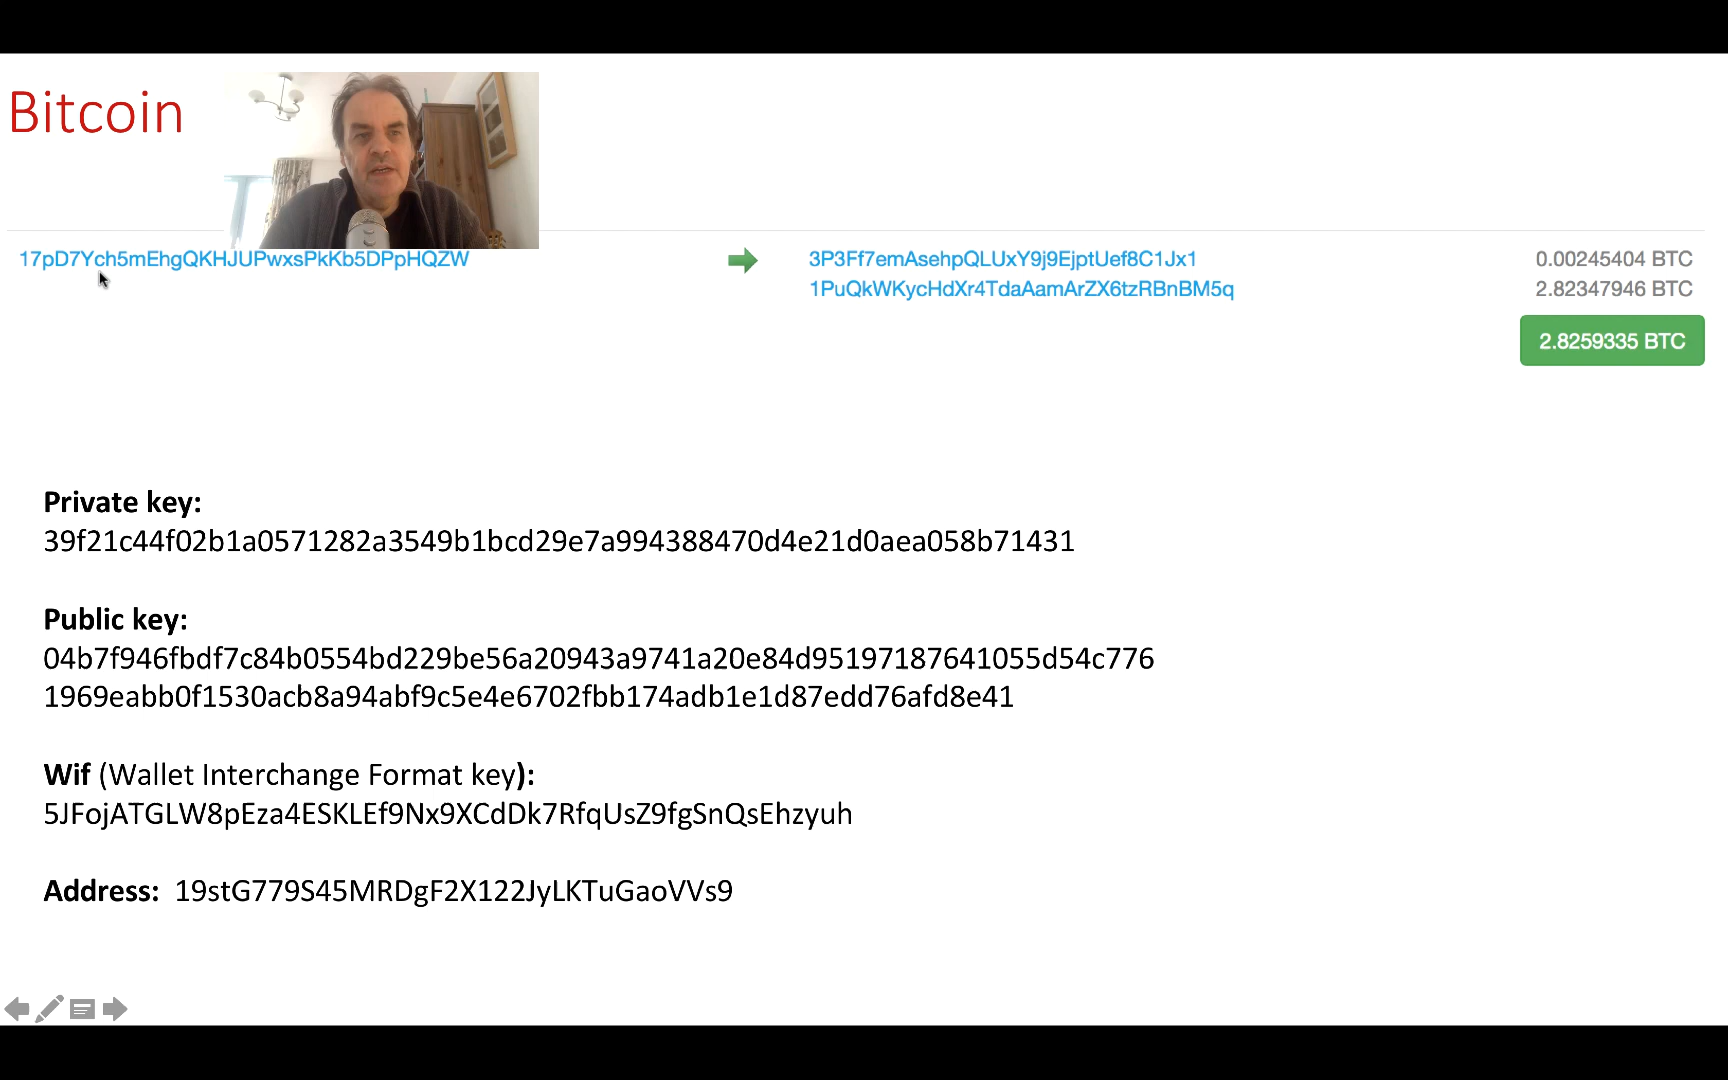 Bitcoin
17pD7Ych5mEhgQKHJUPwxsPkKb5DPpHQZW
3P3Ff7emAsehpQLUxY9j9EjptUef8C1Jx1 0.00245404 BTC
1PuQkWKycHdXr4TdaAamArZX6tzRBnBM5q 2.82347946 BTC
2.8259335 BTC
Private key:
39f21c44f02b1a0571282a3549b1bcd29e7a994388470d4e21d0aea058b71431
Public key:
04b7f946fbdf7c84b0554bd229be56a20943a9741a20e84d95197187641055d54c776
1969eabb0f1530acb8a94abf9c5e4e6702fbb174adb1e1d87edd76afd8e41
Wif (Wallet Interchange Format key):
5JFojATGLW8pEza4ESKLEf9Nx9XCdDk7RfqUsZ9fgSnQsEhzyuh
Address: 19stG779S45MRDgF2X122JyLKTuGaoVVs9